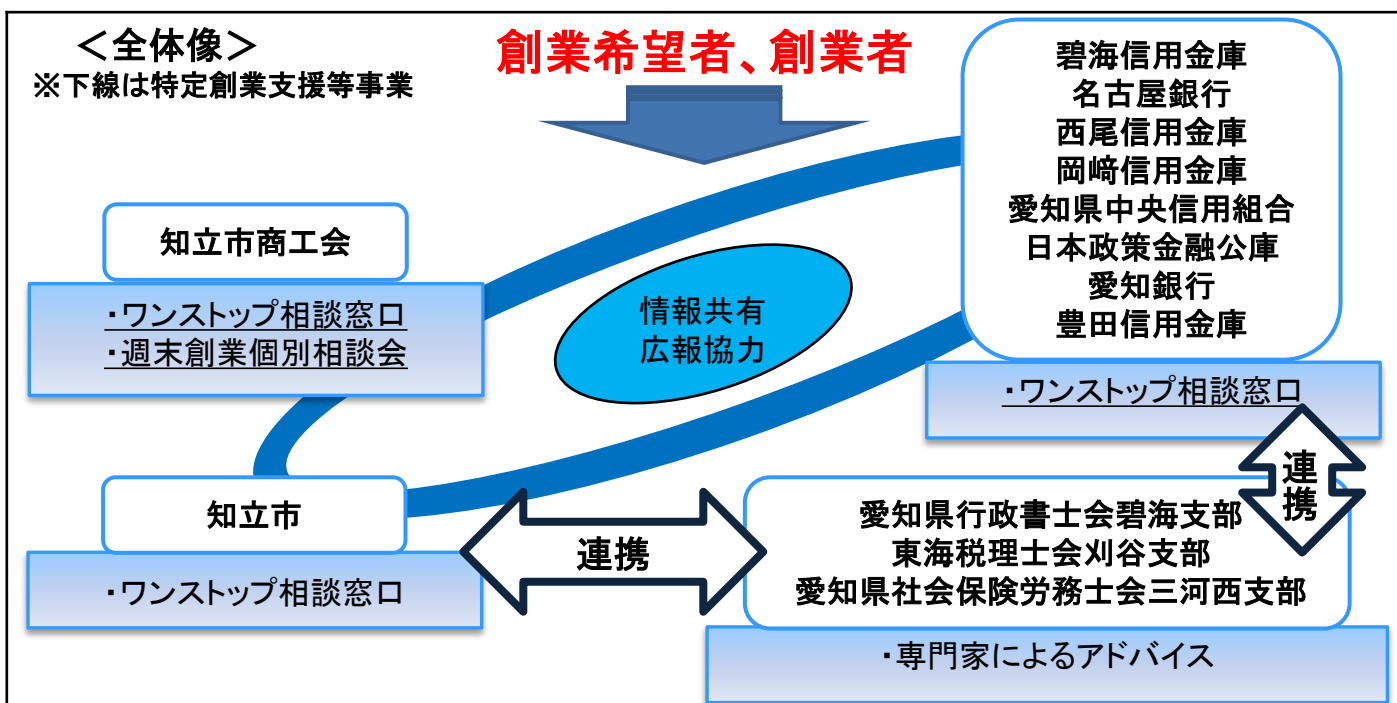 ＜全体像＞
※下線は特定創業支援等事業
創業希望者、創業者
碧海信用金庫
名古屋銀行
西尾信用金庫
岡﨑信用金庫
愛知県中央信用組合
日本政策金融公庫
愛知銀行
豊田信用金庫
・ワンストップ相談窓口
知立市商工会
・ワンストップ相談窓口
・週末創業個別相談会
情報共有
広報協力
知立市
・ワンストップ相談窓口
連携
連携
愛知県行政書士会碧海支部
東海税理士会刈谷支部
愛知県社会保険労務士会三河西支部
・専門家によるアドバイス